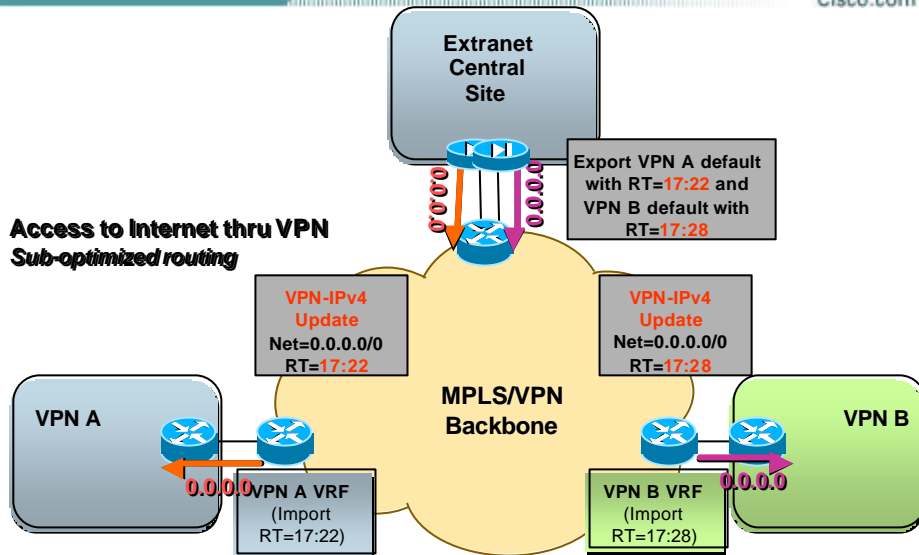 cisco.com
Extranet
Central
Site
Export VPN A default
with RT=17:22 and
VPN B default with
RT=17:28
0.0.0.0
0.0.0.0
Access to Internet thru VPN
Sub-optimized routing
VPN-IPv4
Update
Net=0.0.0.0/0
RT=17:22
VPN-IPv4
Update
Net=0.0.0.0/0
RT=17:28
MPLS/VPN
Backbone
VPN A
VPN B
0.0.0.0
0.0.0.0
VPN A VRF
(Import
RT=17:22)
VPN B VRF
(Import
RT=17:28)